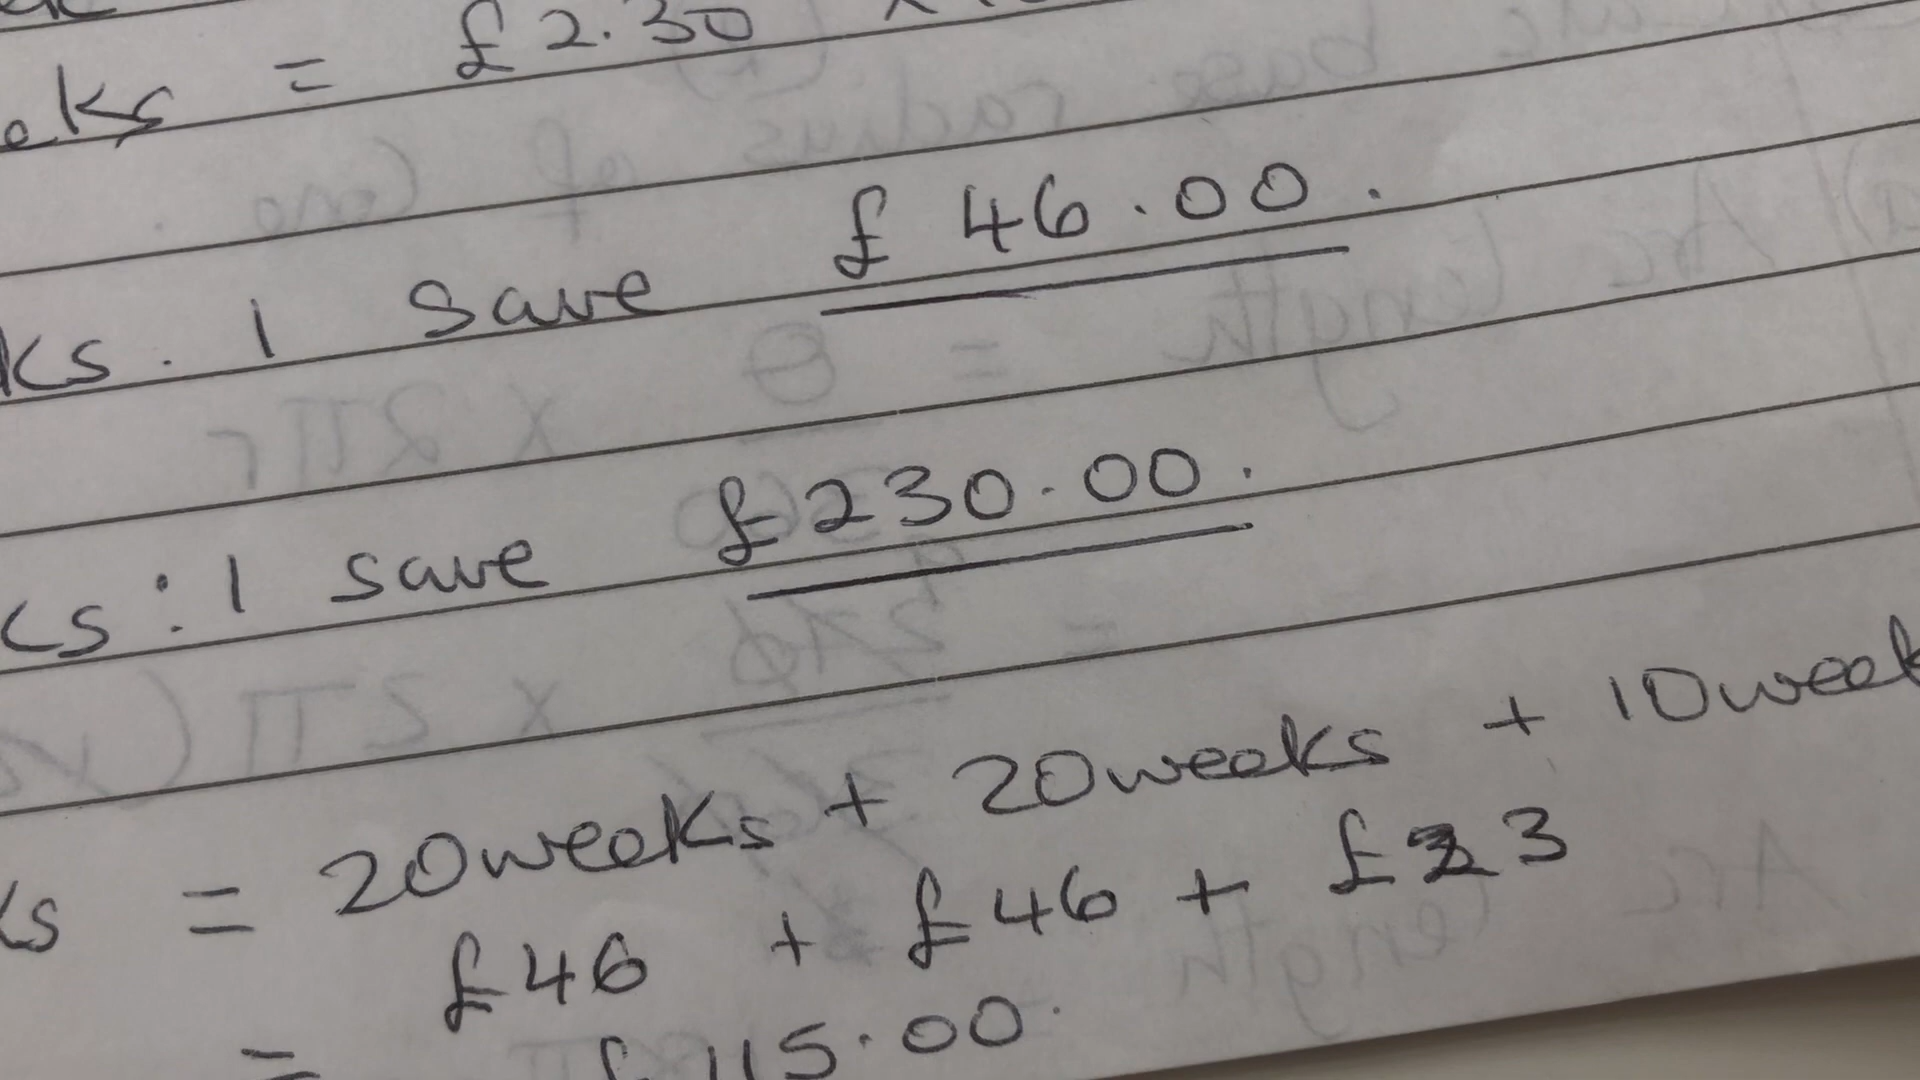 eks = £2.30
ks. I save £46.00.
ks: I save £230.00.
ks = 20weeks + 20weeks + 10week
£46 + £46 + £23
= £115.00.